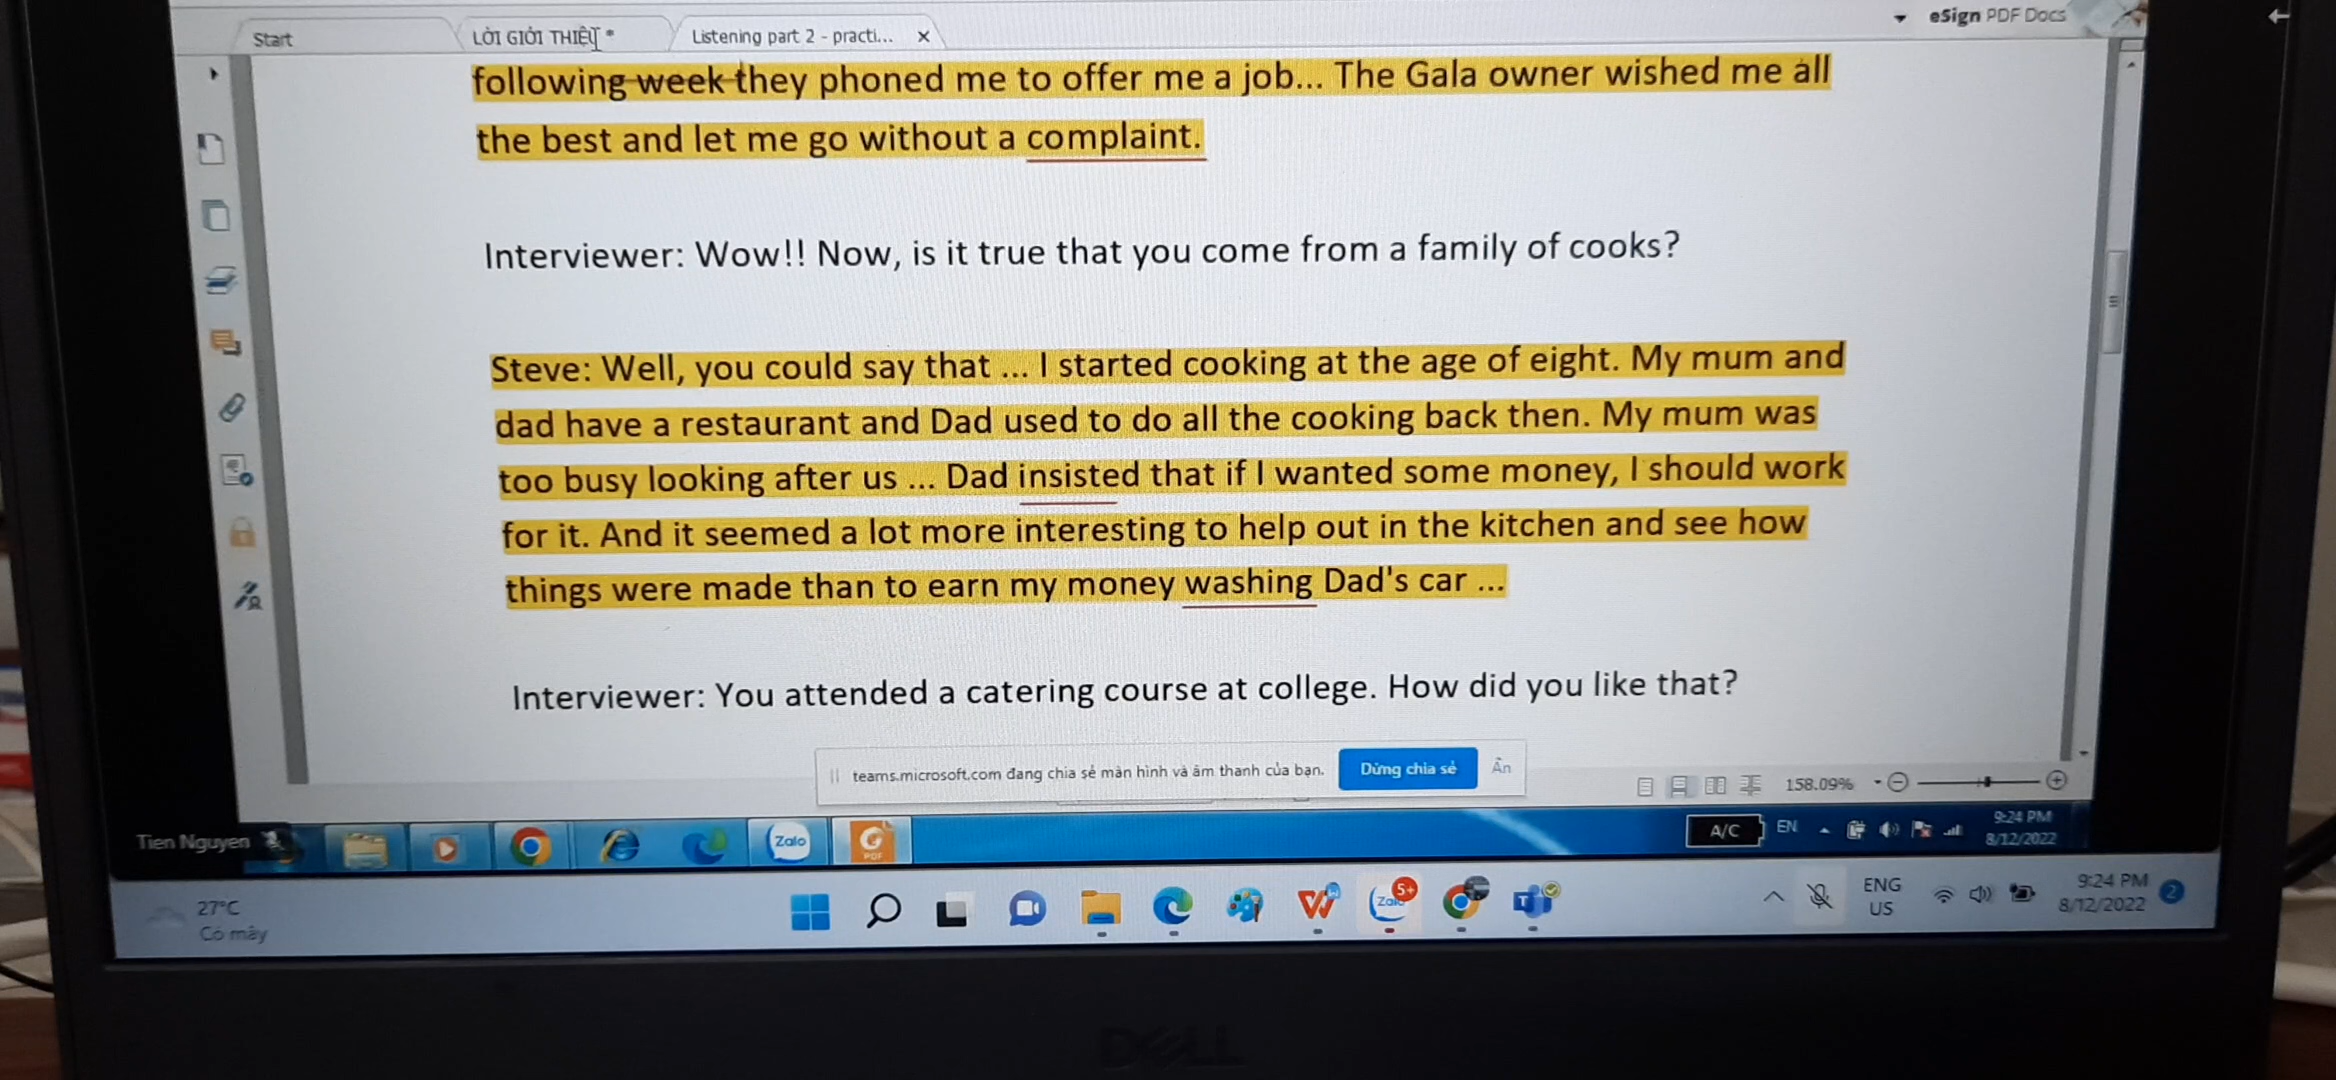 eSign PDF Docs
Start
LỜI GIỚI THIỆU *
Listening part 2 - practi... ×
following week they phoned me to offer me a job... The Gala owner wished me all
the best and let me go without a complaint.
Interviewer: Wow!! Now, is it true that you come from a family of cooks?
Steve: Well, you could say that ... I started cooking at the age of eight. My mum and
dad have a restaurant and Dad used to do all the cooking back then. My mum was
too busy looking after us ... Dad insisted that if I wanted some money, I should work
for it. And it seemed a lot more interesting to help out in the kitchen and see how
things were made than to earn my money washing Dad's car ...
Interviewer: You attended a catering course at college. How did you like that?
teams.microsoft.com đang chia sẻ màn hình và âm thanh của bạn. Dừng chia sẻ Ẩn
158.09%
Tien Nguyen
Zalo
PDF
A/C
EN
9:24 PM
8/12/2022
27°C
Có mây
Zalo
5+
T
ENG
US
9:24 PM
8/12/2022
2
DELL